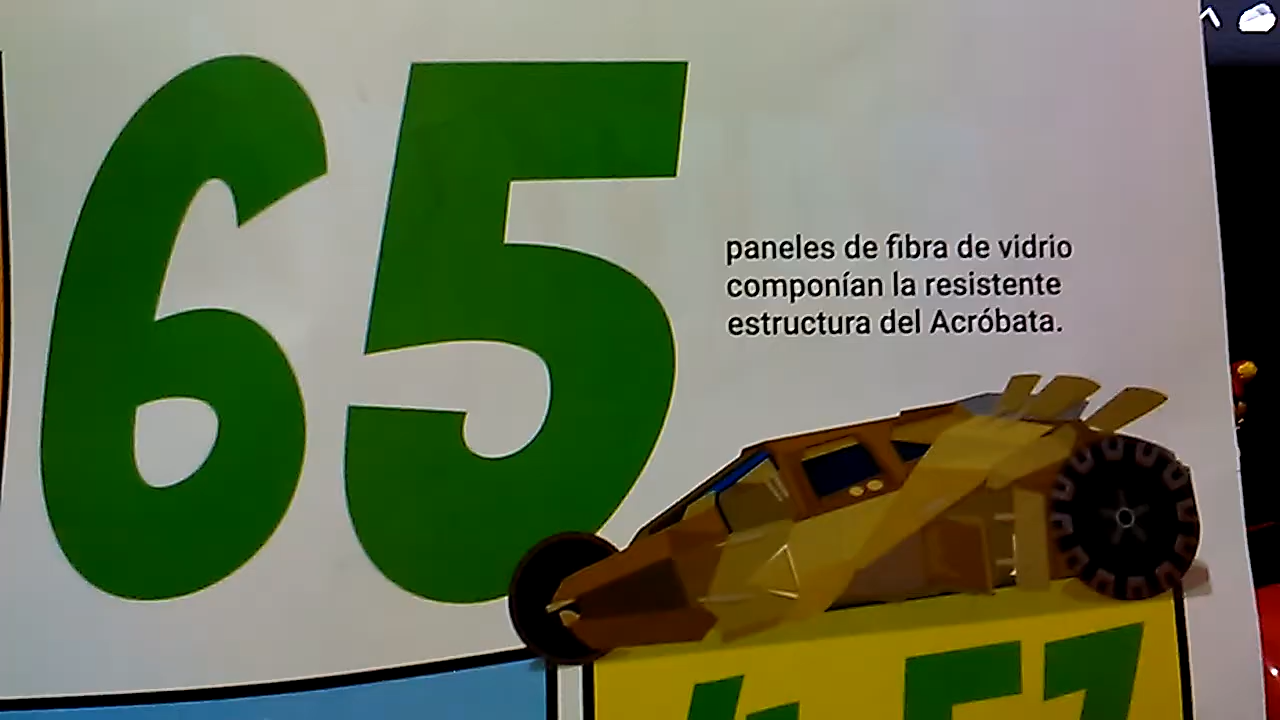 65
paneles de fibra de vidrio
componían la resistente
estructura del Acróbata.